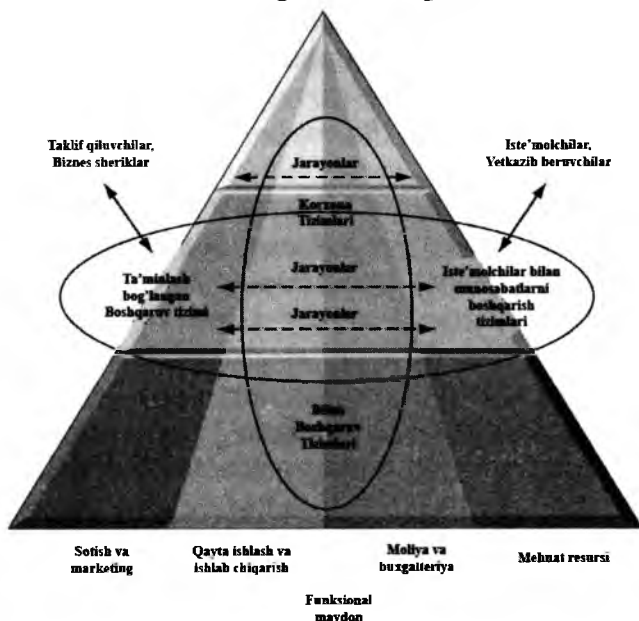 Taklif qiluvchilar,
Biznes sheriklar
Iste'molchilar,
Yetkazib beruvchilar
Jarayonlar
Korxona
Tizimlari
Ta'minlash
bog'langan
Boshqaruv tizimi
Jarayonlar
Jarayonlar
Iste'molchilar bilan
munosabatlarni
boshqarish
tizimlari
Bilim
Boshqaruv
Tizimlari
Sotish va
marketing
Qayta ishlash va
ishlab chiqarish
Moliya va
buxgalteriya
Mehnat resursi
Funksional
maydon